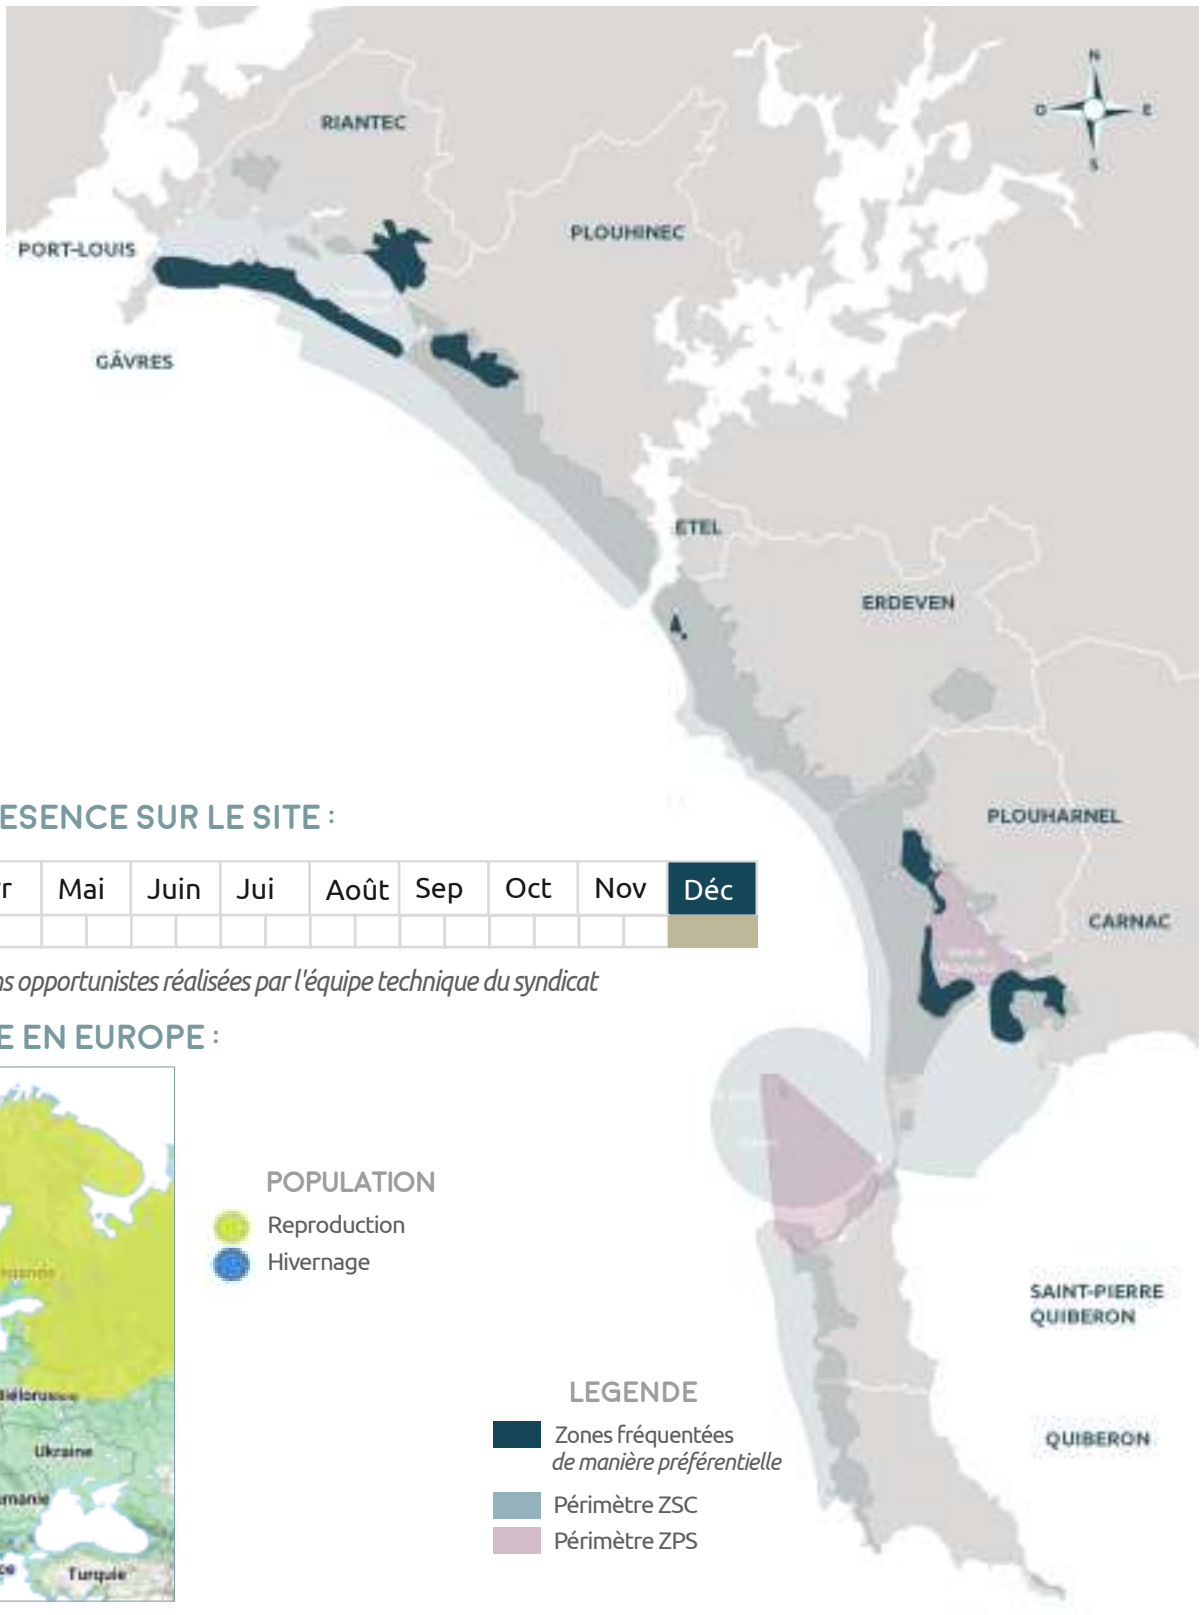 N
O
E
S
RIANTEC
PLOUHINEC
PORT-LOUIS
GÂVRES
ETEL
ERDEVEN
PLOUHARNEL
CARNAC
ESENCE SUR LE SITE :
r Mai Juin Jui Août Sep Oct Nov Déc
ns opportunistes réalisées par l'équipe technique du syndicat
E EN EUROPE :
Ukraine
manie
ce
Turquie
POPULATION
Reproduction
Hivernage
SAINT-PIERRE
QUIBERON
QUIBERON
LEGENDE
Zones fréquentées
de manière préférentielle
Périmètre ZSC
Périmètre ZPS